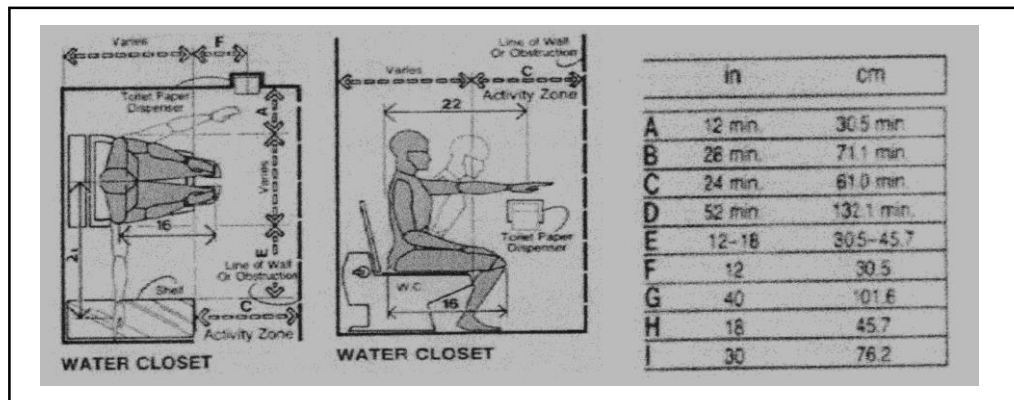 Varies
F
Toilet Paper
Dispenser
A
Varies
16
E
Line of Wall
Or Obstruction
Shelf
C
Activity Zone
WATER CLOSET
Line of Wall
Or Obstruction
Varies
C
Activity Zone
22
Toilet Paper
Dispenser
W.C.
16
WATER CLOSET
in cm
A 12 min. 30.5 min.
B 28 min. 71.1 min.
C 24 min. 61.0 min.
D 52 min. 132.1 min.
E 12-18 30.5-45.7
F 12 30.5
G 40 101.6
H 18 45.7
I 30 76.2